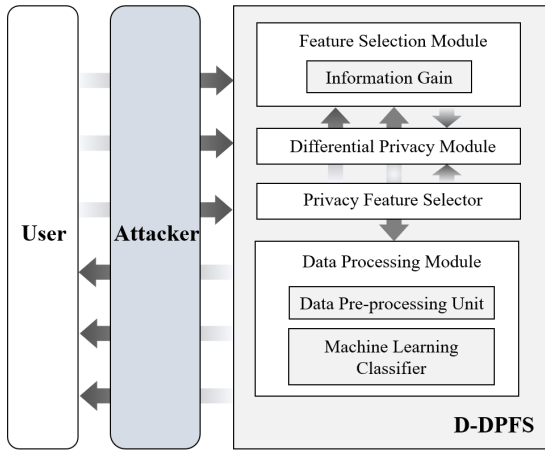 User
Attacker
Feature Selection Module
Information Gain
Differential Privacy Module
Privacy Feature Selector
Data Processing Module
Data Pre-processing Unit
Machine Learning
Classifier
D-DPFS